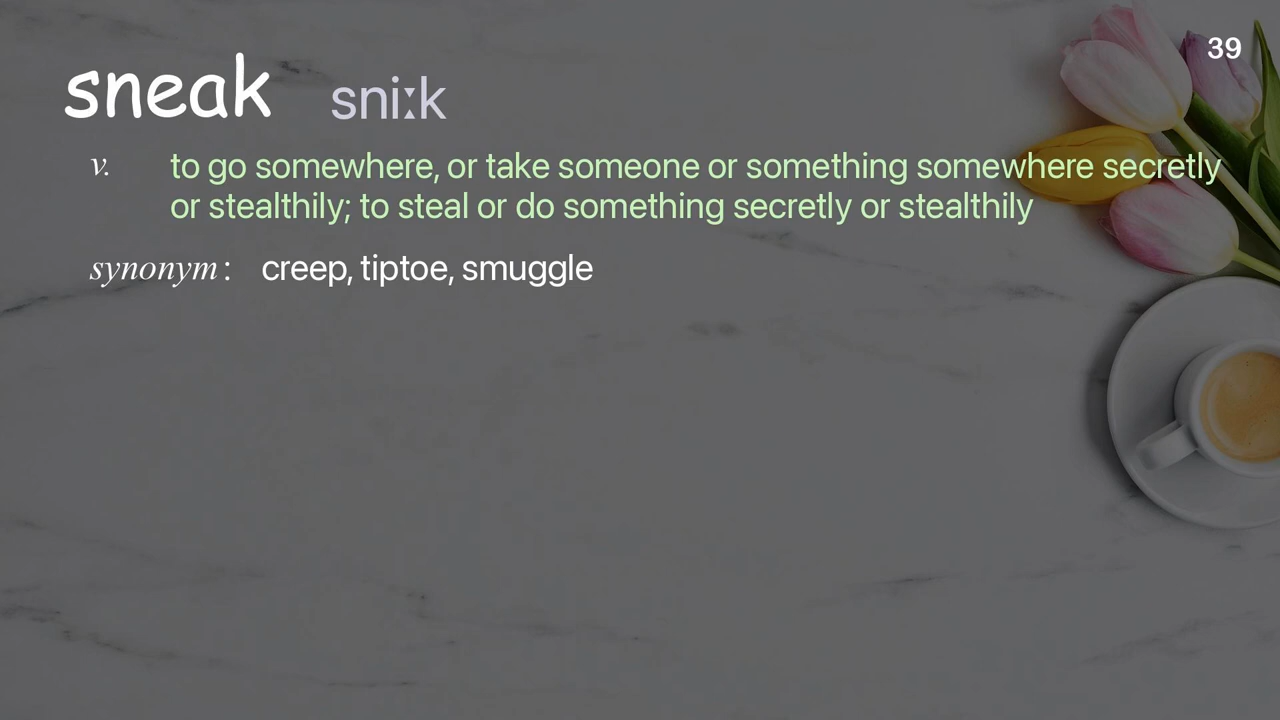 39
sneak sniːk
v. to go somewhere, or take someone or something somewhere secretly
or stealthily; to steal or do something secretly or stealthily
synonym : creep, tiptoe, smuggle